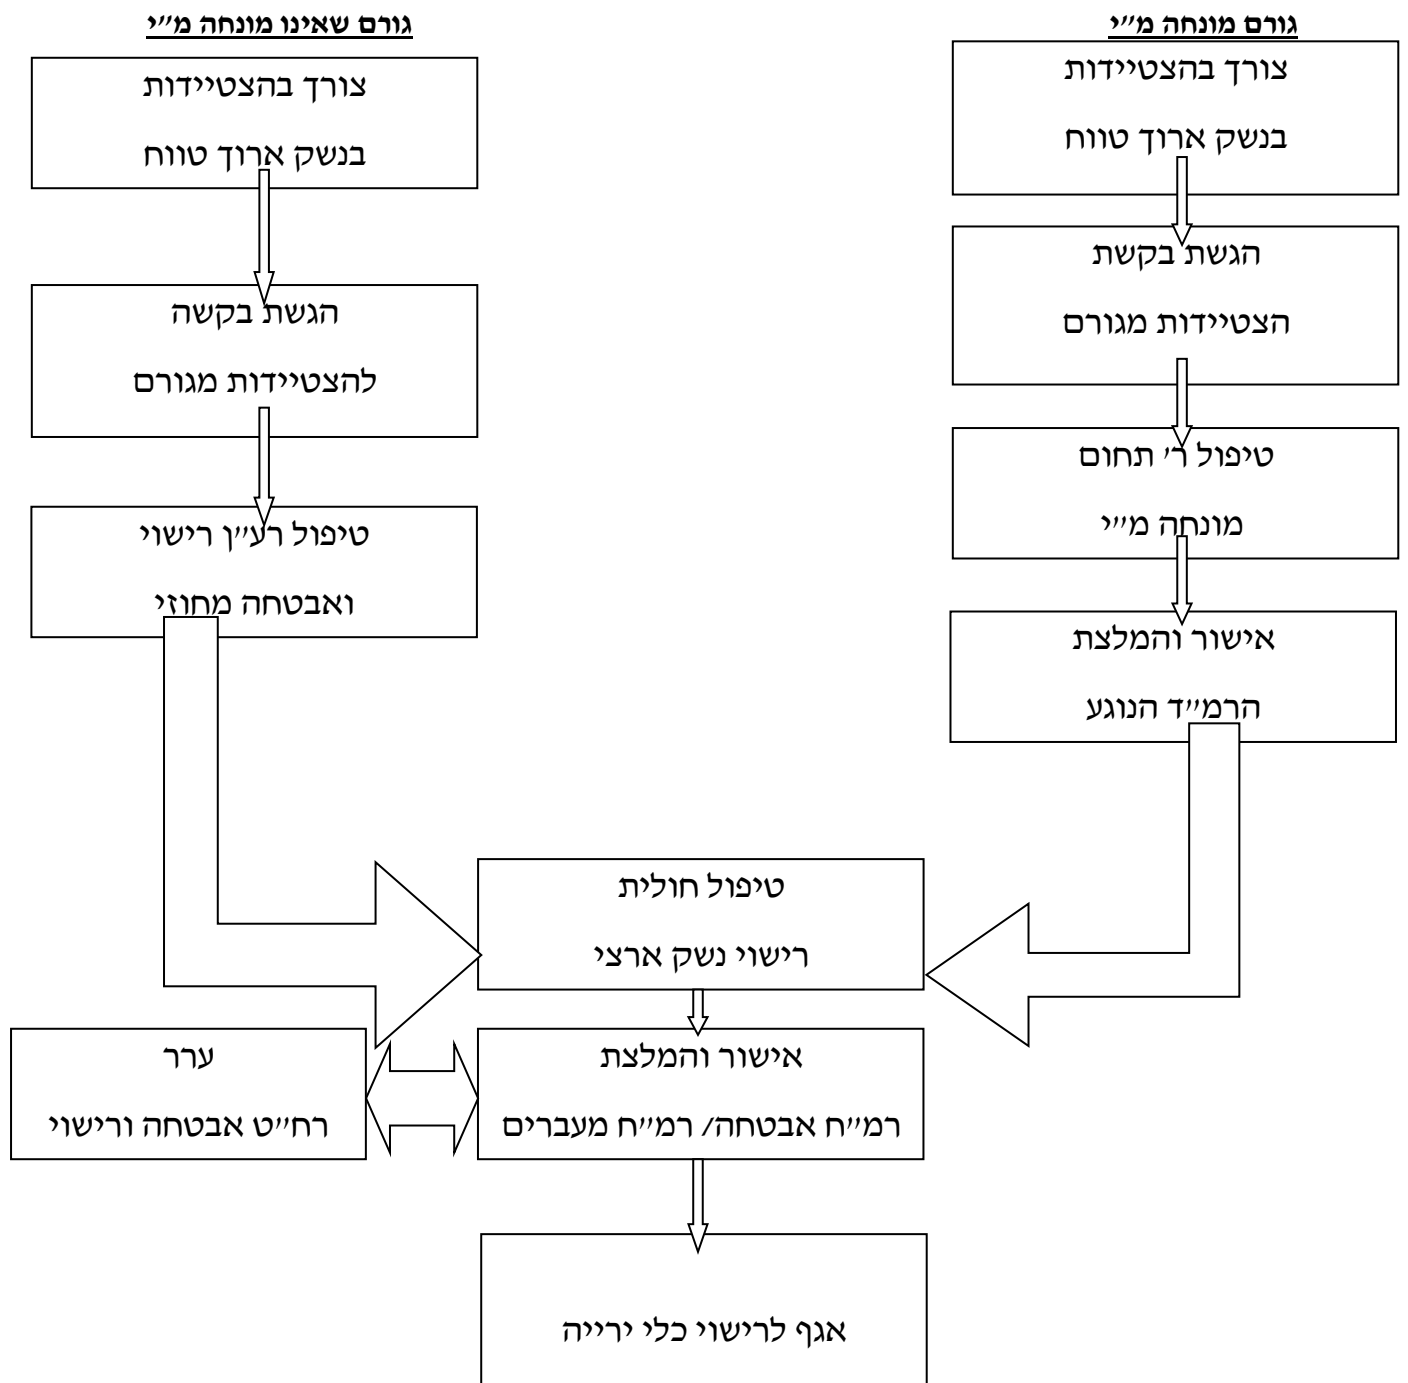 גורם מונחה מ״י
צורך בהצטיידות
בנשק ארוך טווח
הגשת בקשת
הצטיידות מגורם
טיפול ר׳ תחום
מונחה מ״י
אישור והמלצת
הרמ״ד הנוגע
גורם שאינו מונחה מ״י
צורך בהצטיידות
בנשק ארוך טווח
הגשת בקשה
להצטיידות מגורם
טיפול רע״ן רישוי
ואבטחה מחוזי
טיפול חולית
רישוי נשק ארצי
אישור והמלצת
רמ״ח אבטחה/ רמ״ח מעברים
ערר
רח״ט אבטחה ורישוי
אגף לרישוי כלי ירייה